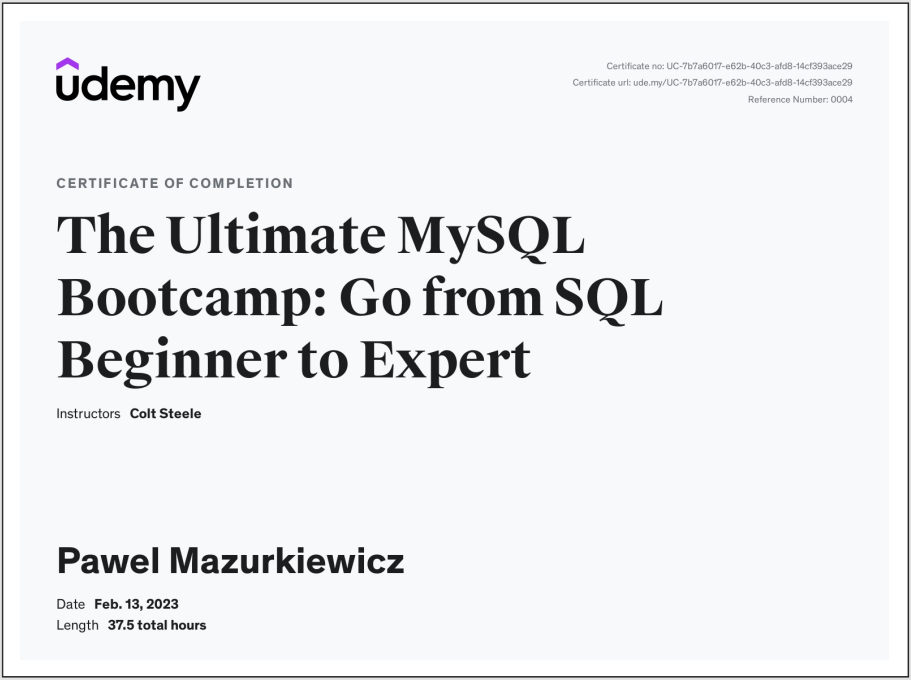 udemy
Certificate no: UC-7b7a6017-e62b-40c3-afd8-14cf393ace29
Certificate url: ude.my/UC-7b7a6017-e62b-40c3-afd8-14cf393ace29
Reference Number: 0004
CERTIFICATE OF COMPLETION
The Ultimate MySQL
Bootcamp: Go from SQL
Beginner to Expert
Instructors Colt Steele
Pawel Mazurkiewicz
Date Feb. 13, 2023
Length 37.5 total hours